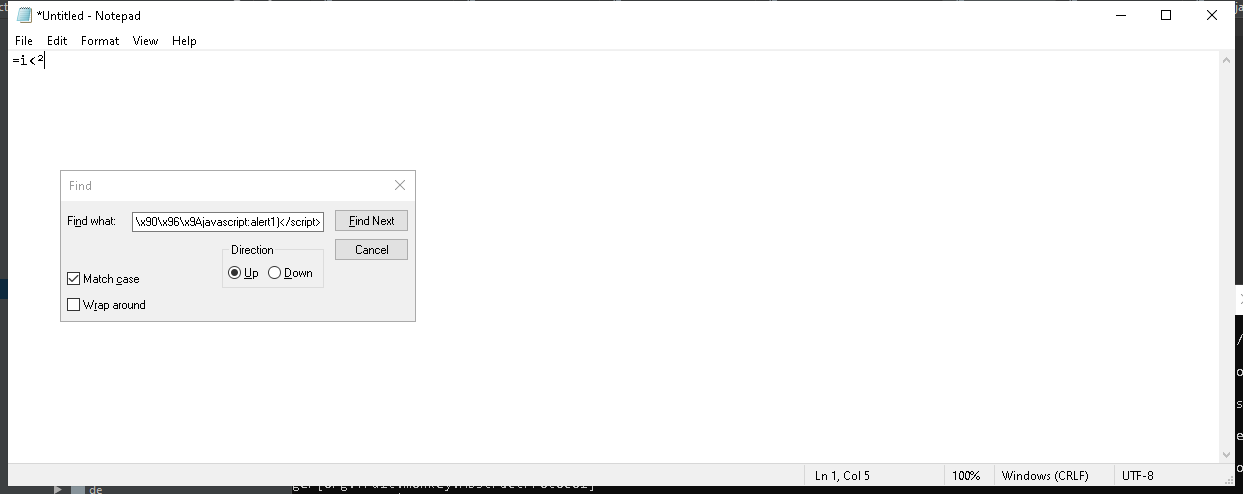 *Untitled - Notepad
File Edit Format View Help
=i<²
Find
Find what: \x90\x96\x9Ajavascript:alert1)</script> Find Next
Direction Cancel
Up Down
Match case
Wrap around
Ln 1, Col 5 100% Windows (CRLF) UTF-8
de